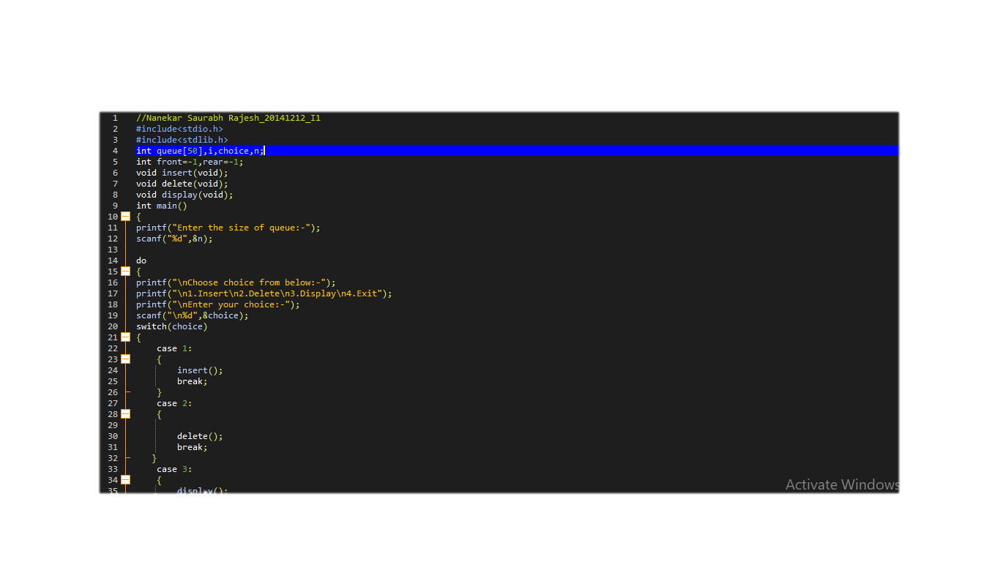 1 //Nanekar Saurabh Rajesh_20141212_I1
2 #include<stdio.h>
3 #include<stdlib.h>
4 int queue[50],i,choice,n;
5 int front=-1,rear=-1;
6 void insert(void);
7 void delete(void);
8 void display(void);
9 int main()
10 {
11 printf("Enter the size of queue:-");
12 scanf("%d",&n);
13
14 do
15 {
16 printf("\nChoose choice from below:-");
17 printf("\n1.Insert\n2.Delete\n3.Display\n4.Exit");
18 printf("\nEnter your choice:-");
19 scanf("\n%d",&choice);
20 switch(choice)
21 {
22 case 1:
23 {
24 insert();
25 break;
26 }
27 case 2:
28 {
29
30 delete();
31 break;
32 }
33 case 3:
34 {
35 display();
Activate Windows